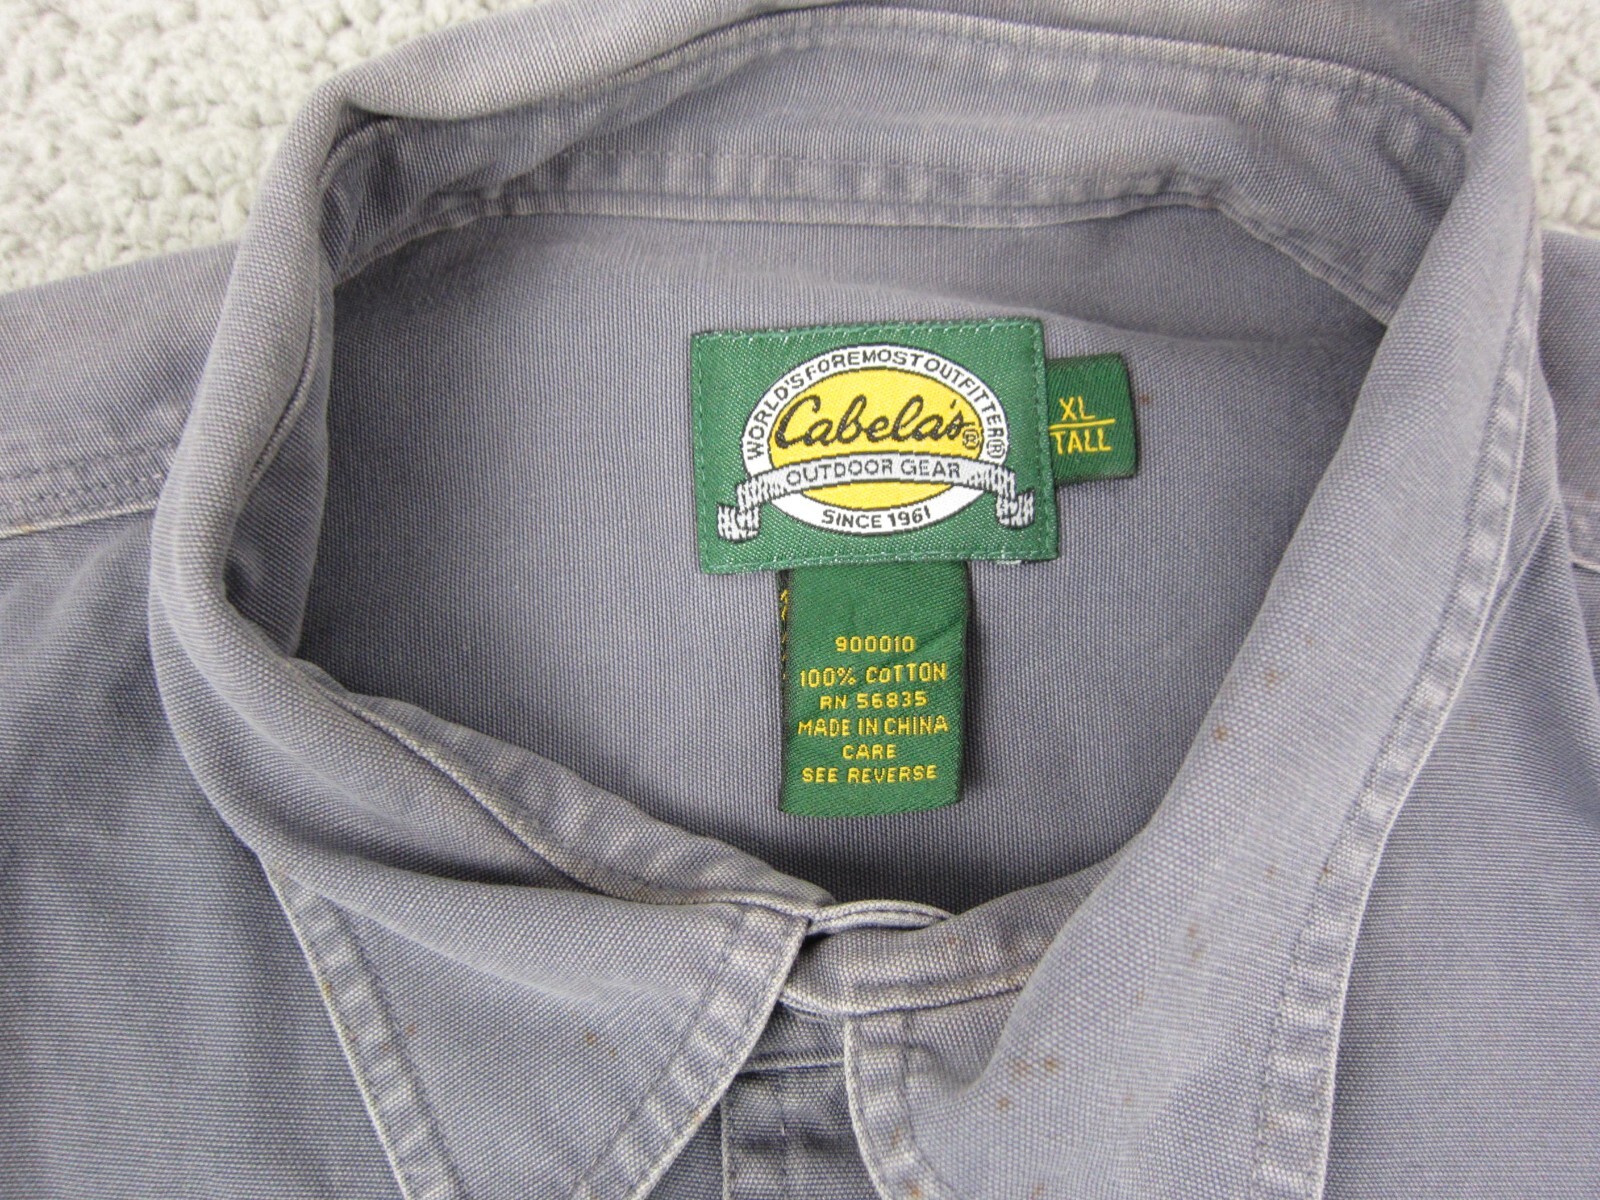 WORLD'S FOREMOST OUTFITTER®
Cabela's®
OUTDOOR GEAR
SINCE 1961
XL
TALL
900010
100% COTTON
RN 56835
MADE IN CHINA
CARE
SEE REVERSE